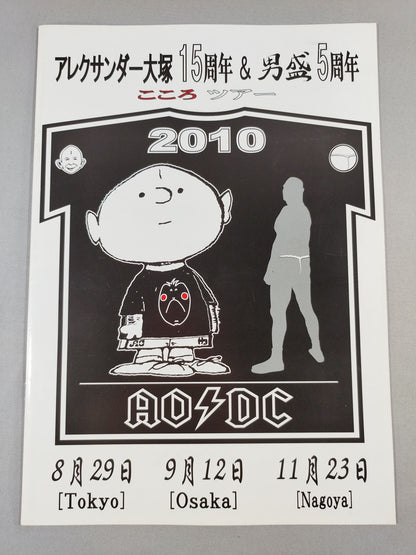 アレクサンダー大塚 15周年 & 男盛 5周年
こころ ツアー
2010
AO⚡DC
8月29日 9月12日 11月23日
[Tokyo] [Osaka] [Nagoya]